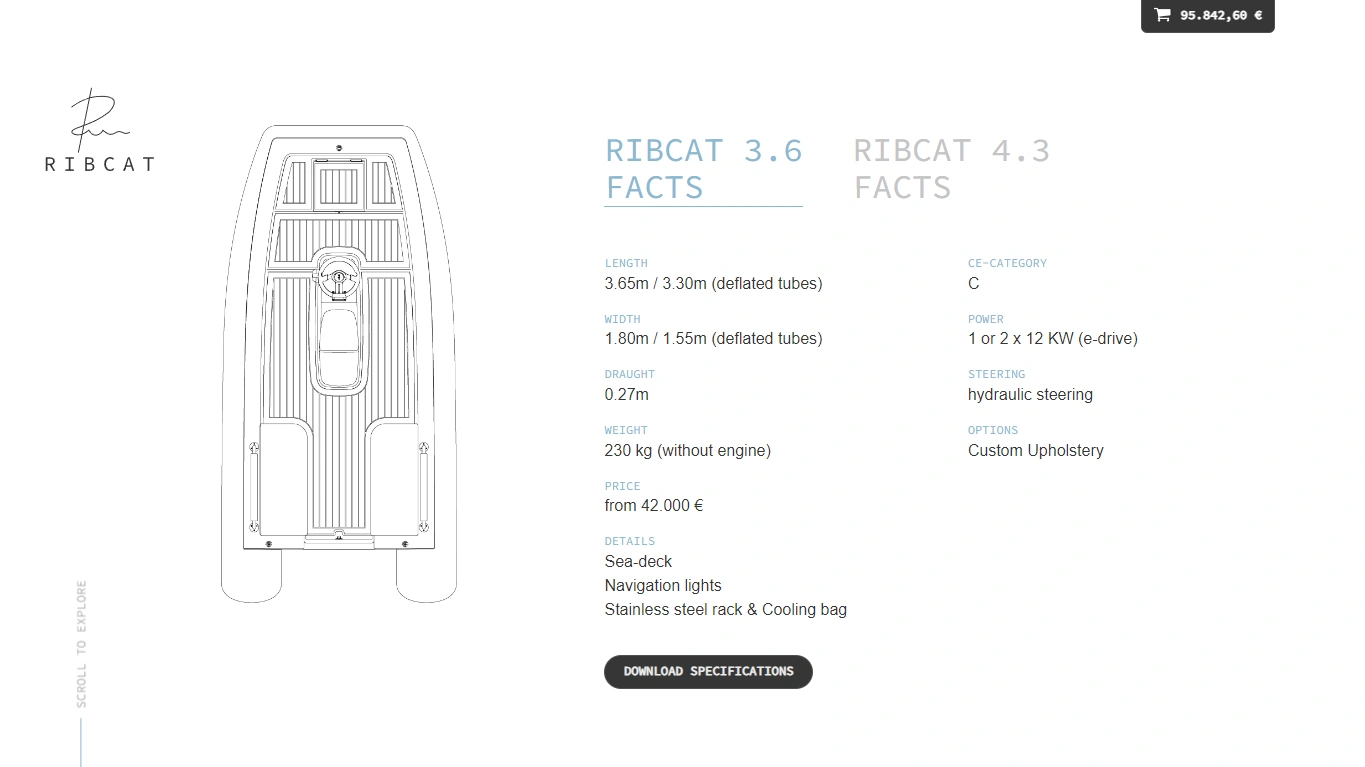 95.842,60 €
RIBCAT
RIBCAT 3.6
FACTS
RIBCAT 4.3
FACTS
LENGTH
3.65m / 3.30m (deflated tubes)
WIDTH
1.80m / 1.55m (deflated tubes)
DRAUGHT
0.27m
WEIGHT
230 kg (without engine)
PRICE
from 42.000 €
DETAILS
Sea-deck
Navigation lights
Stainless steel rack & Cooling bag
CE-CATEGORY
C
POWER
1 or 2 x 12 KW (e-drive)
STEERING
hydraulic steering
OPTIONS
Custom Upholstery
DOWNLOAD SPECIFICATIONS
SCROLL TO EXPLORE